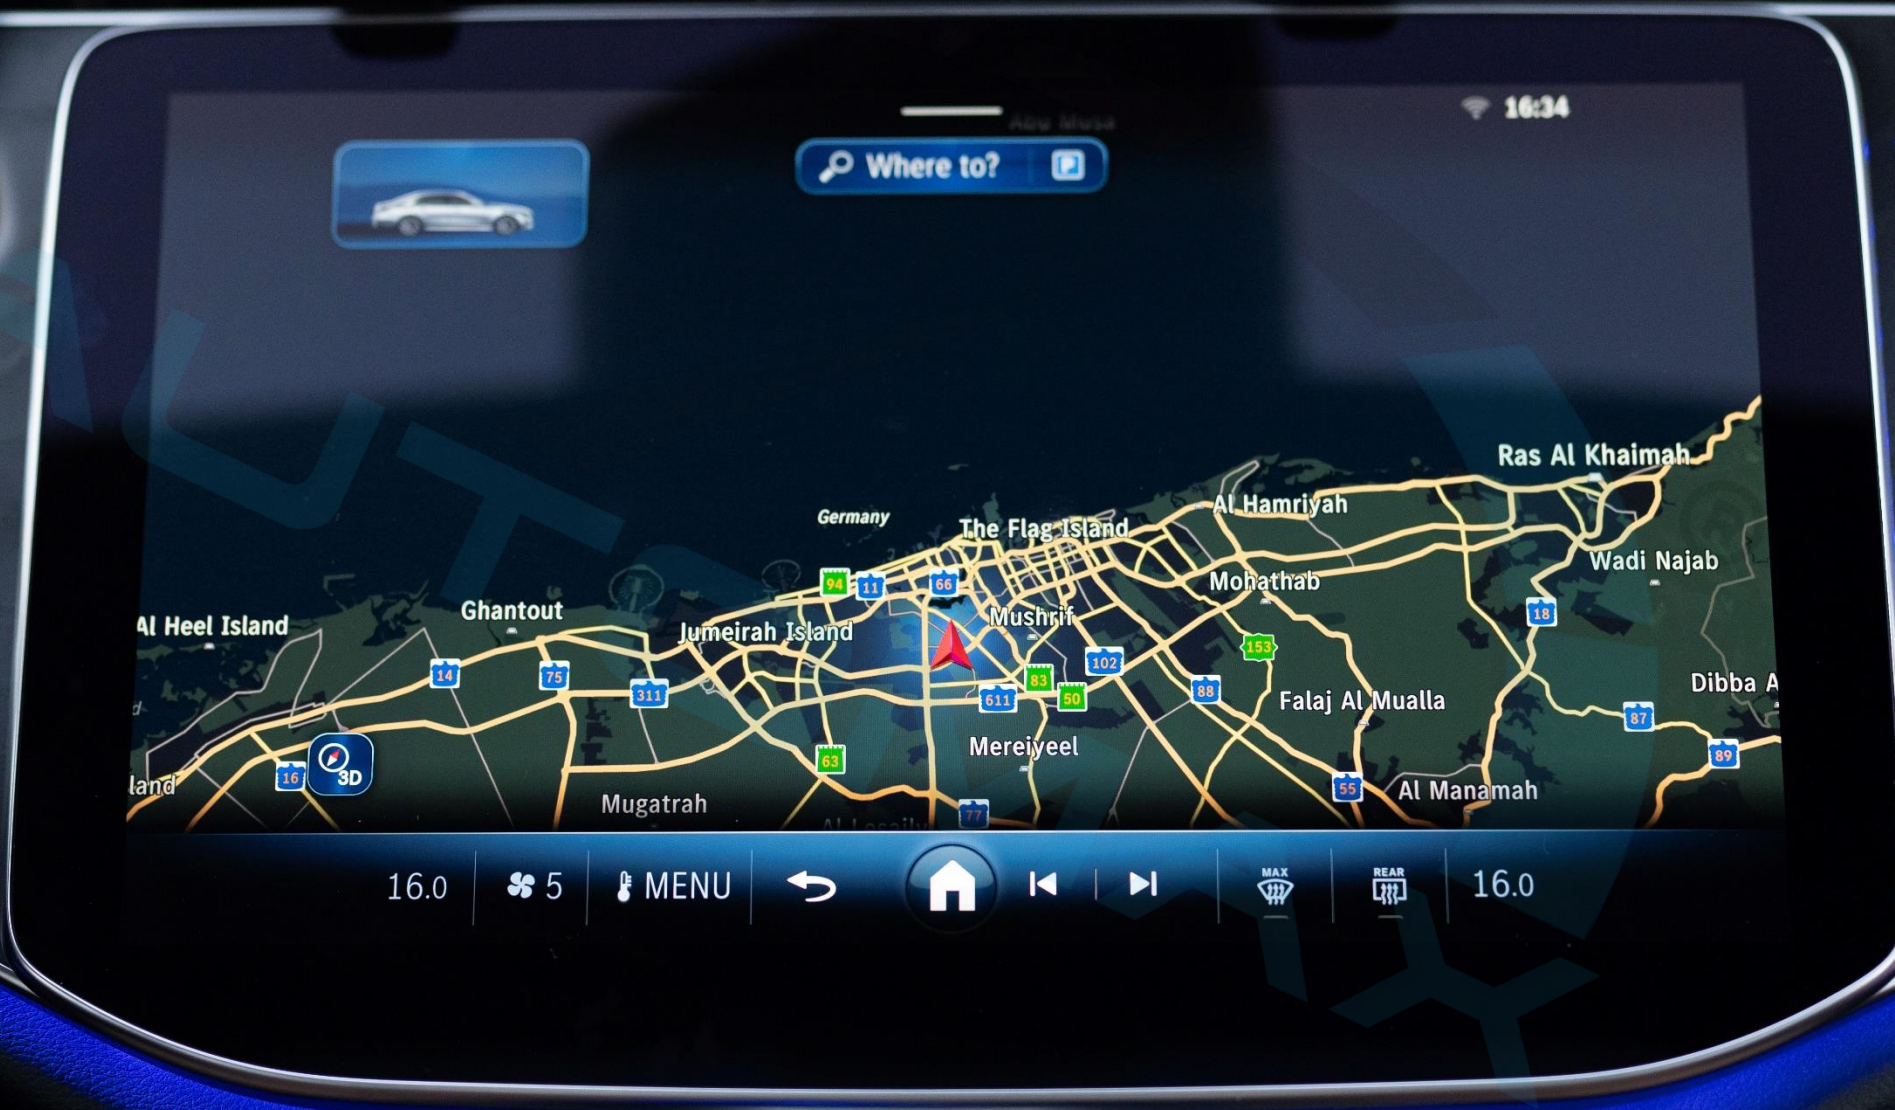 Abu Musa
16:34
Where to?
P
Ras Al Khaimah
Al Hamriyah
Germany
The Flag Island
Wadi Najab
94
11
66
Mohathab
Ghantout
18
Al Heel Island
Mushrif
Jumeirah Island
153
102
14
75
83
Dibba A
311
611
50
88
Falaj Al Mualla
d
87
Mereijyeel
89
63
16
3D
land
55
Al Manamah
Mugatrah
77
16.0
5
MENU
MAX
REAR
16.0